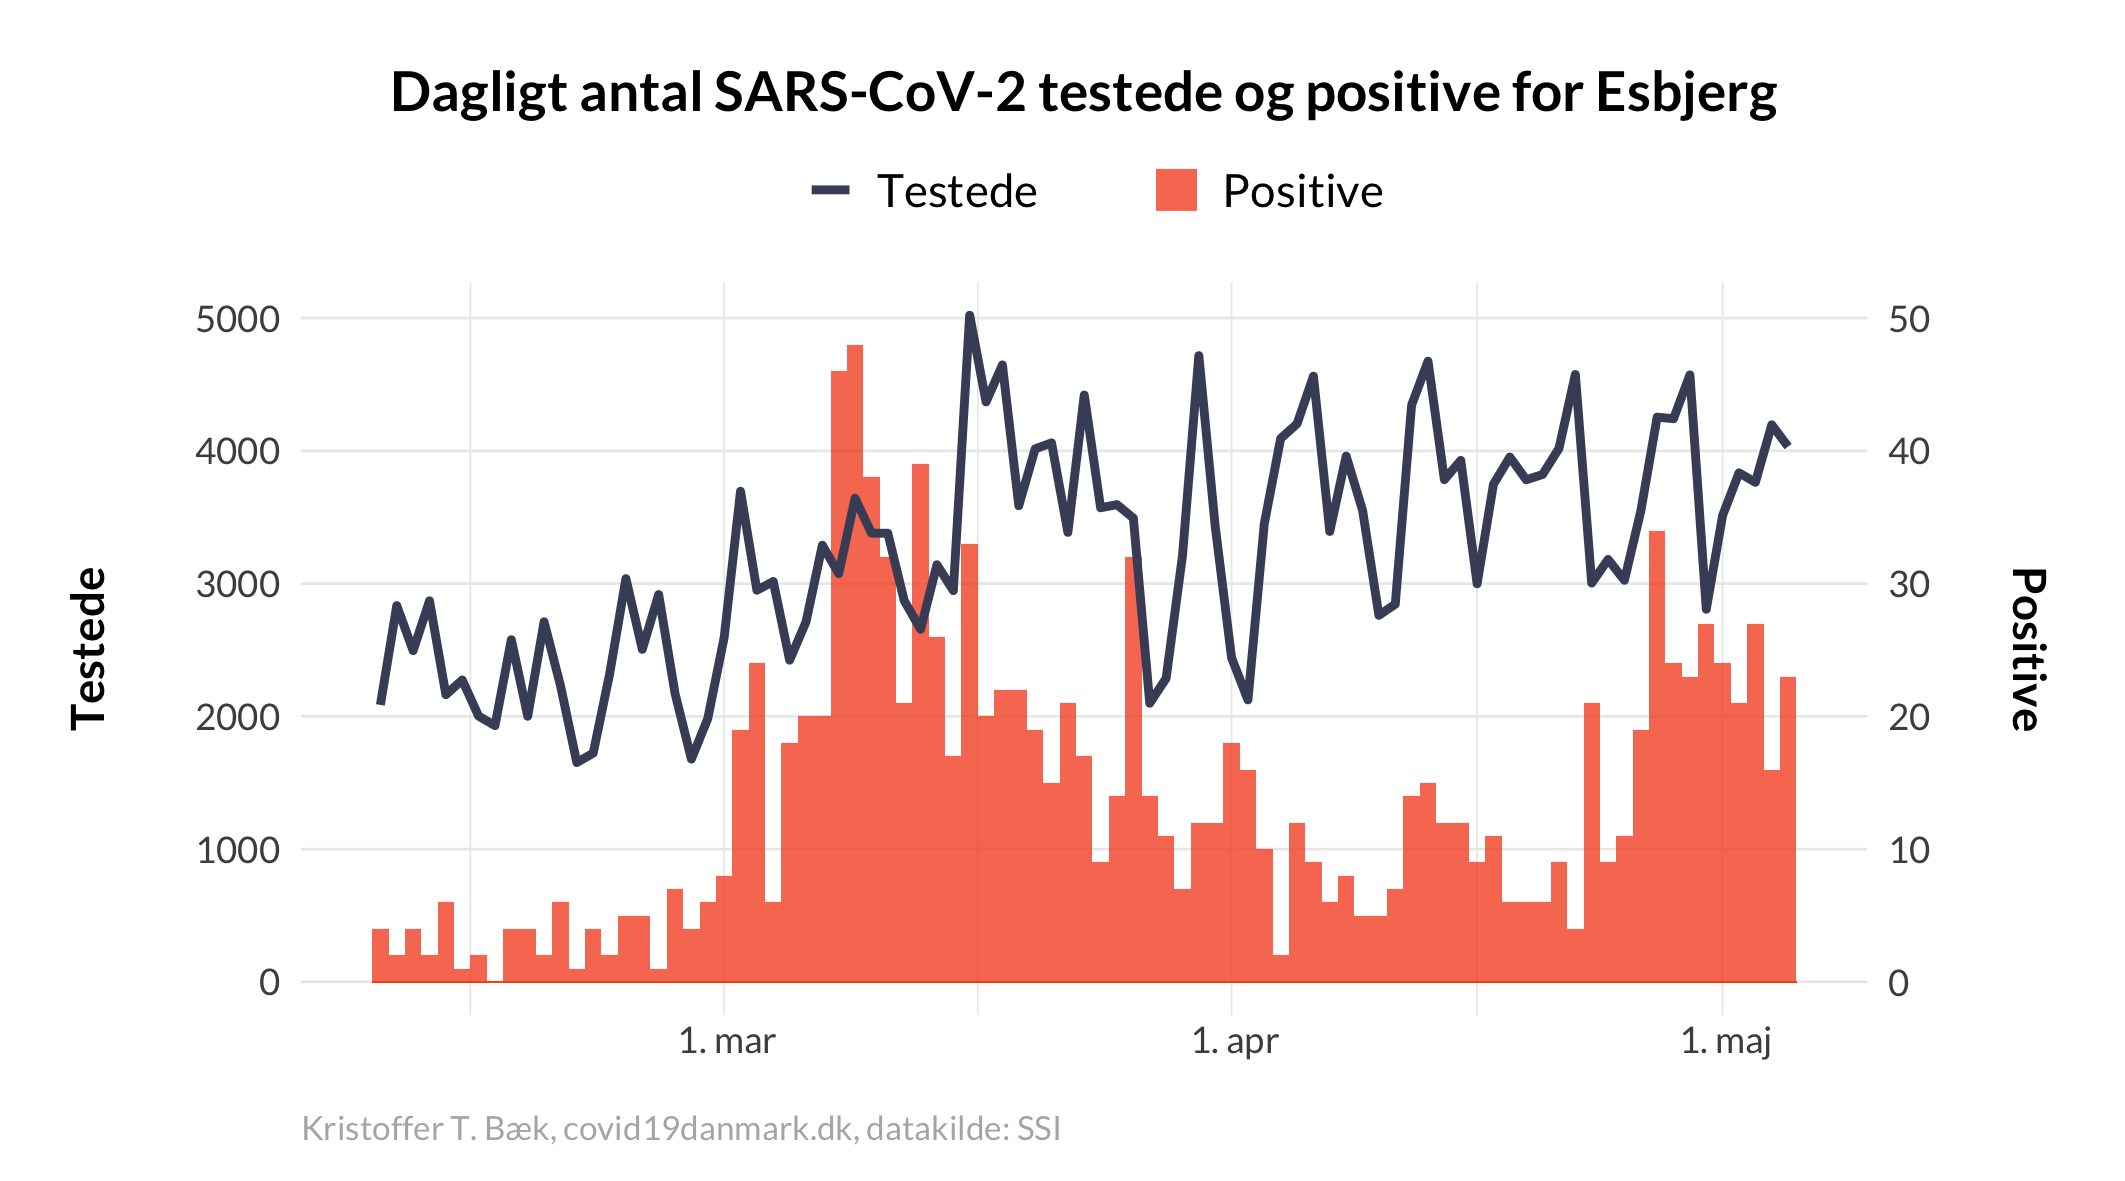 Dagligt antal SARS-CoV-2 testede og positive for Esbjerg
Testede
Positive
5000
4000
3000
2000
1000
0
50
40
30
20
10
0
Testede
Positive
1. mar
1. apr
1. maj
Kristoffer T. Bæk, covid19danmark.dk, datakilde: SSI